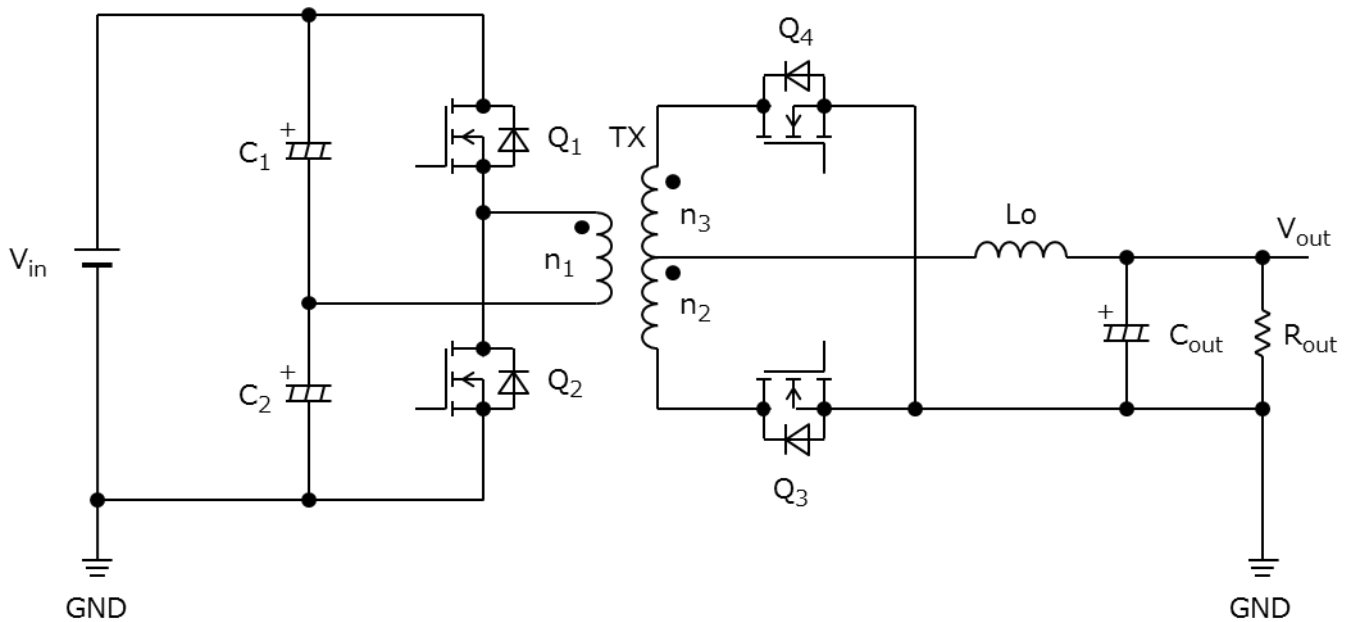 Q4
TX
+
C1
Q1
n3
Lo
Vout
Vin
n1
n2
+
Cout
Rout
+
C2
Q2
Q3
GND
GND